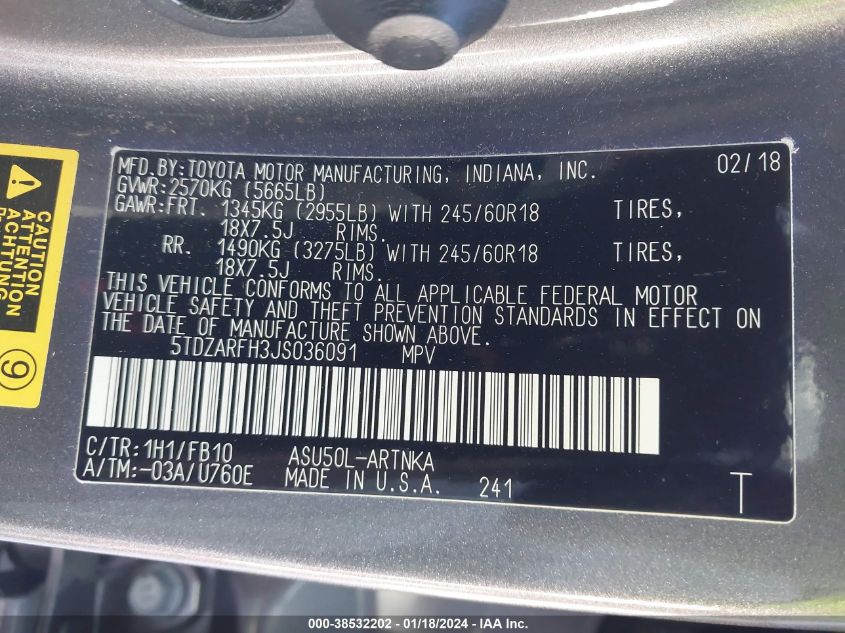 MFD.BY:TOYOTA MOTOR MANUFACTURING, INDIANA, INC. 02/18
GVWR:2570KG (5665LB)
GAWR:FRT. 1345KG (2955LB) WITH 245/60R18 TIRES,
18X7.5J RIMS.
RR. 1490KG (3275LB) WITH 245/60R18 TIRES,
18X7.5J RIMS.
THIS VEHICLE CONFORMS TO ALL APPLICABLE FEDERAL MOTOR
VEHICLE SAFETY AND THEFT PREVENTION STANDARDS IN EFFECT ON
THE DATE OF MANUFACTURE SHOWN ABOVE.
5TDZARFH3JS036091 MPV
C/TR:1H1/FB10 ASU50L-ARTNKA
A/TM:-03A/U760E MADE IN U.S.A. 241 T
CAUTION
ATTENTION
ACHTUNG
9
000-38532202 - 01/18/2024 - IAA Inc.